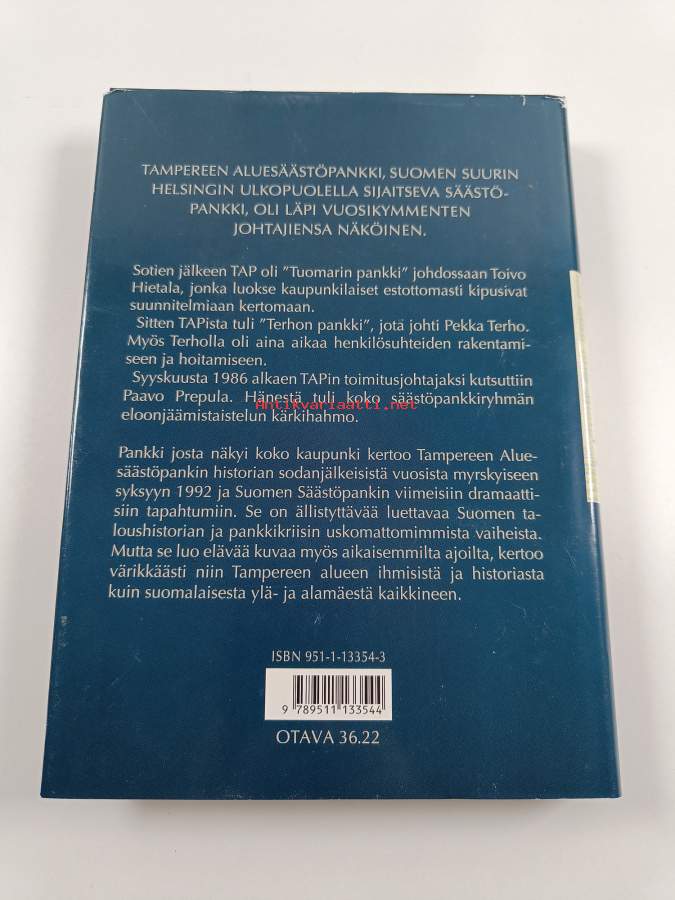 TAMPEREEN ALUESÄÄSTÖPANKKI, SUOMEN SUURIN
HELSINGIN ULKOPUOLELLA SIJAITSEVA SÄÄSTÖ-
PANKKI, OLI LÄPI VUOSIKYMMENTEN
JOHTAJIENSA NÄKÖINEN.
Sotien jälkeen TAP oli "Tuomarin pankki" johdossaan Toivo
Hietala, jonka luokse kaupunkilaiset estottomasti kipusivat
suunnitelmiaan kertomaan.
Sitten TAPista tuli "Terhon pankki", jota johti Pekka Terho.
Myös Terholla oli aina aikaa henkilösuhteiden rakentami-
seen ja hoitamiseen.
Syyskuusta 1986 alkaen TAPin toimitusjohtajaksi kutsuttiin
Paavo Prepula. Hänestä tuli koko säästöpankkiryhmän
Antikvariaatti.net
eloonjäämistaistelun kärkihahmo.
Pankki josta näkyi koko kaupunki kertoo Tampereen Alue-
säästöpankin historian sodanjälkeisistä vuosista myrskyiseen
syksyyn 1992 ja Suomen Säästöpankin viimeisiin dramaatti-
siin tapahtumiin. Se on ällistyttävää luettavaa Suomen ta-
loushistorian ja pankkikriisin uskomattomimmista vaiheista.
Mutta se luo elävää kuvaa myös aikaisemmilta ajoilta, kertoo
värikkäästi niin Tampereen alueen ihmisistä ja historiasta
kuin suomalaisesta ylä- ja alamäestä kaikkineen.
ISBN 951-1-13354-3
9 789511 133544
OTAVA 36.22